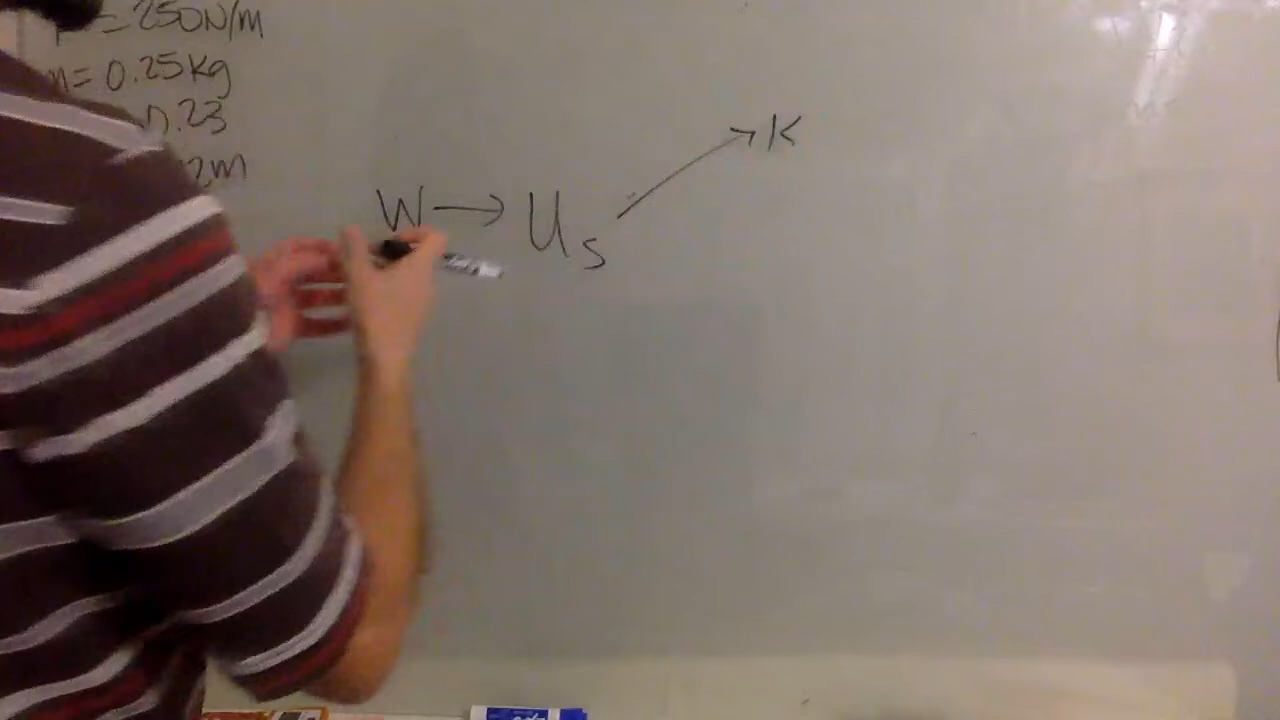 = 250N/m
m = 0.25kg
0.23
2m
W → Us → K